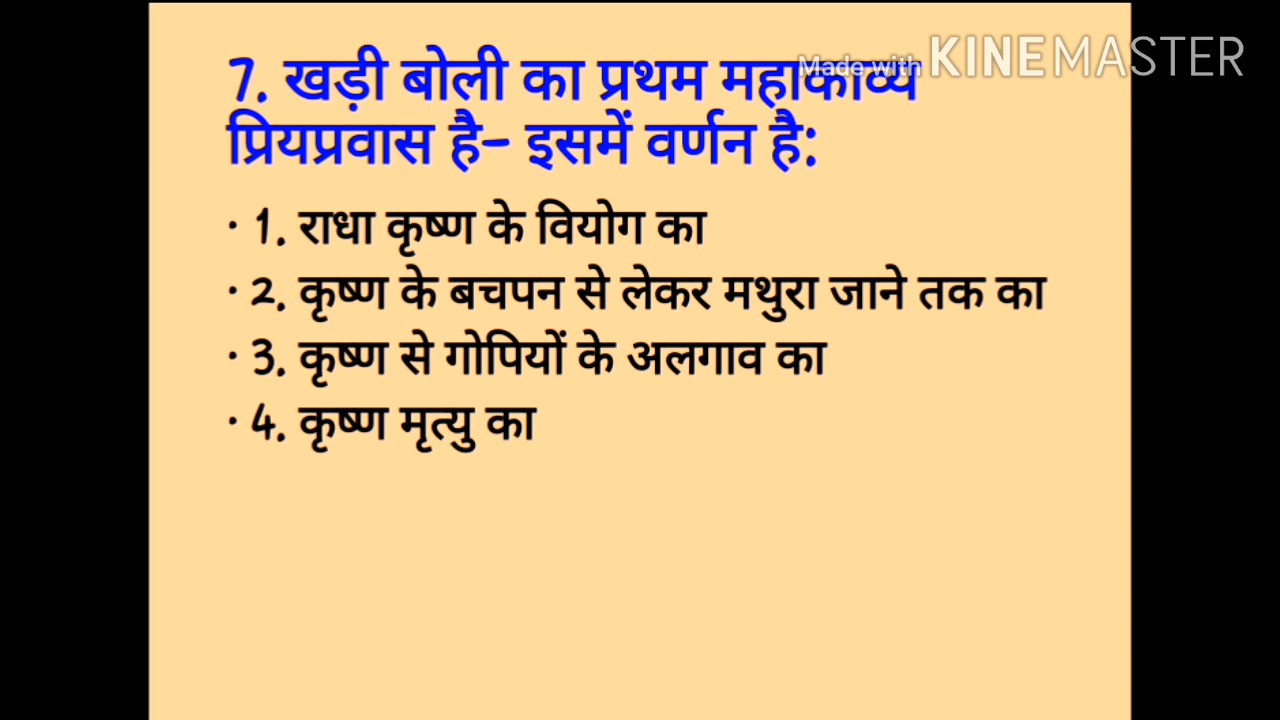 Made with KINEMASTER
7. खड़ी बोली का प्रथम महाकाव्य
प्रियप्रवास है- इसमें वर्णन है:
· 1. राधा कृष्ण के वियोग का
· 2. कृष्ण के बचपन से लेकर मथुरा जाने तक का
· 3. कृष्ण से गोपियों के अलगाव का
· 4. कृष्ण मृत्यु का